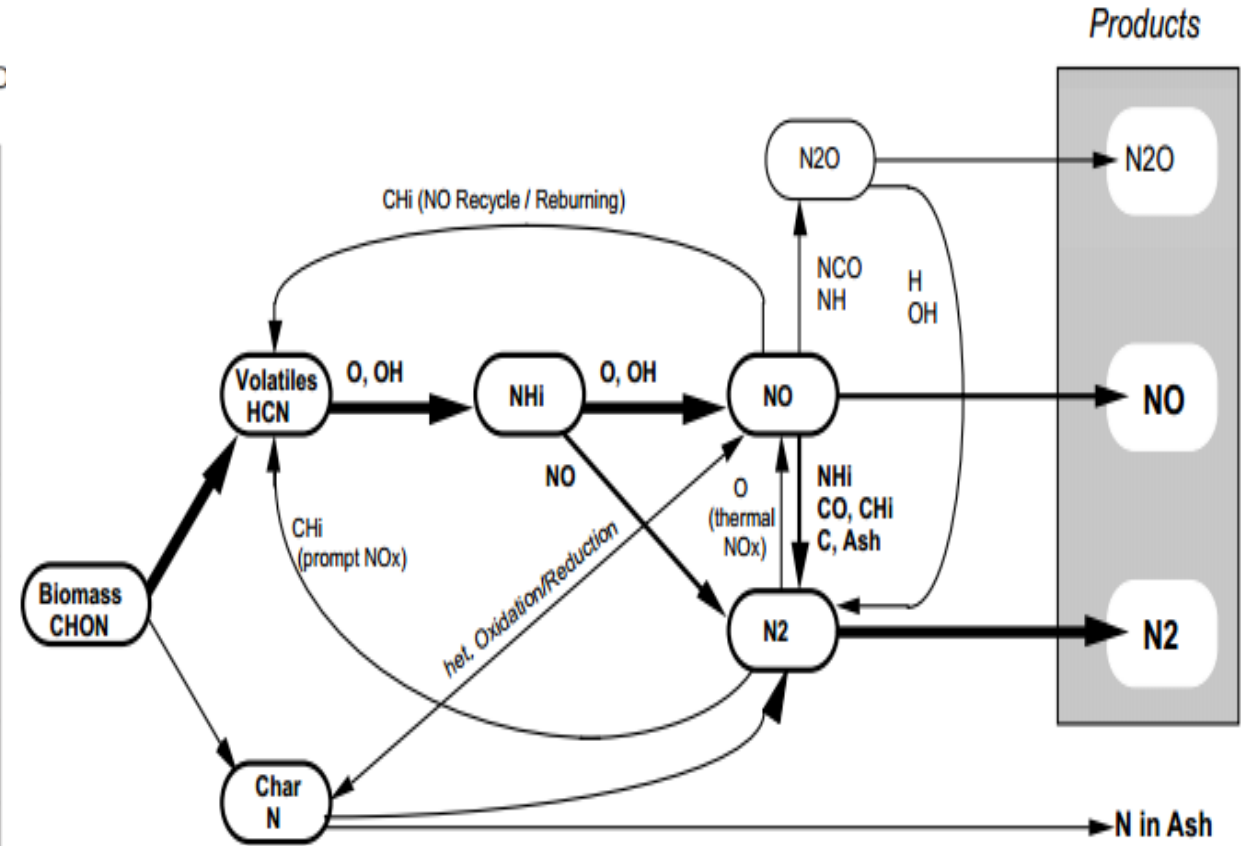 Products
N2O
N2O
CHi (NO Recycle / Reburning)
NCO
NH
H
OH
Volatiles
HCN
O, OH
NHi
O, OH
NO
NO
NO
O
(thermal
NOx)
NHi
CO, CHi
C, Ash
CHi
(prompt NOx)
het, Oxidation/Reduction
Biomass
CHON
N2
N2
Char
N
N in Ash